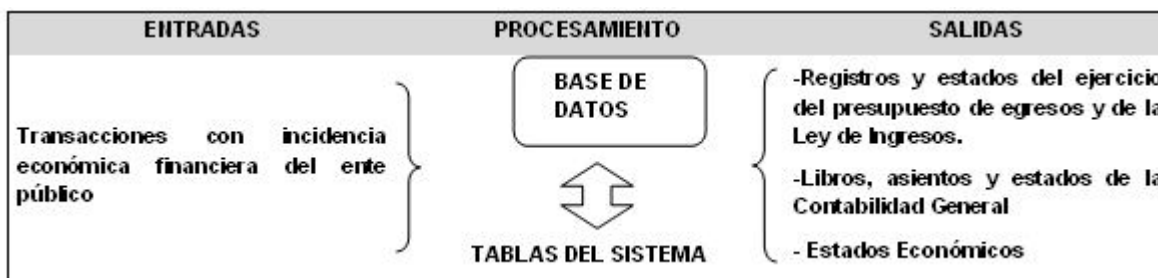 ENTRADAS PROCESAMIENTO SALIDAS
Transacciones con incidencia
económica financiera del ente
público
BASE DE
DATOS
TABLAS DEL SISTEMA
-Registros y estados del ejercicio
del presupuesto de egresos y de la
Ley de Ingresos.
-Libros, asientos y estados de la
Contabilidad General
- Estados Económicos